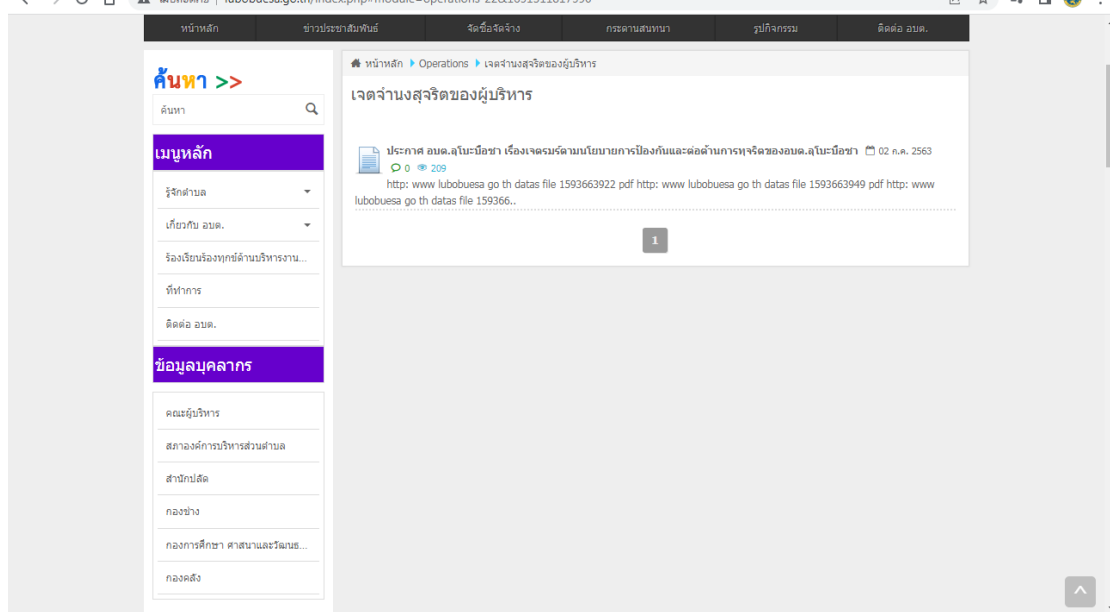 lubobuesa.go.th/index.php?module=operations-22&id=
หน้าหลัก
ข่าวประชาสัมพันธ์
จัดซื้อจัดจ้าง
กระดานสนทนา
รูปกิจกรรม
ติดต่อ อบต.
ค้นหา >>
ค้นหา
เมนูหลัก
รู้จักตำบล
เกี่ยวกับ อบต.
ร้องเรียนร้องทุกข์ด้านบริหารงาน...
ที่ทำการ
ติดต่อ อบต.
ข้อมูลบุคลากร
คณะผู้บริหาร
สภาองค์การบริหารส่วนตำบล
สำนักปลัด
กองช่าง
กองการศึกษา ศาสนาและวัฒนธ...
กองคลัง
หน้าหลัก Operations เจตจำนงสุจริตของผู้บริหาร
เจตจำนงสุจริตของผู้บริหาร
ประกาศ อบต.ลุโบะบือซา เรื่องเจตรมร์ตามนโยบายการป้องกันและต่อต้านการทุจริตของอบต.ลุโบะบือซา 02 ก.ค. 2563
0 209
http: www lubobuesa go th datas file 1593663922 pdf http: www lubobuesa go th datas file 1593663949 pdf http: www
lubobuesa go th datas file 159366..
1